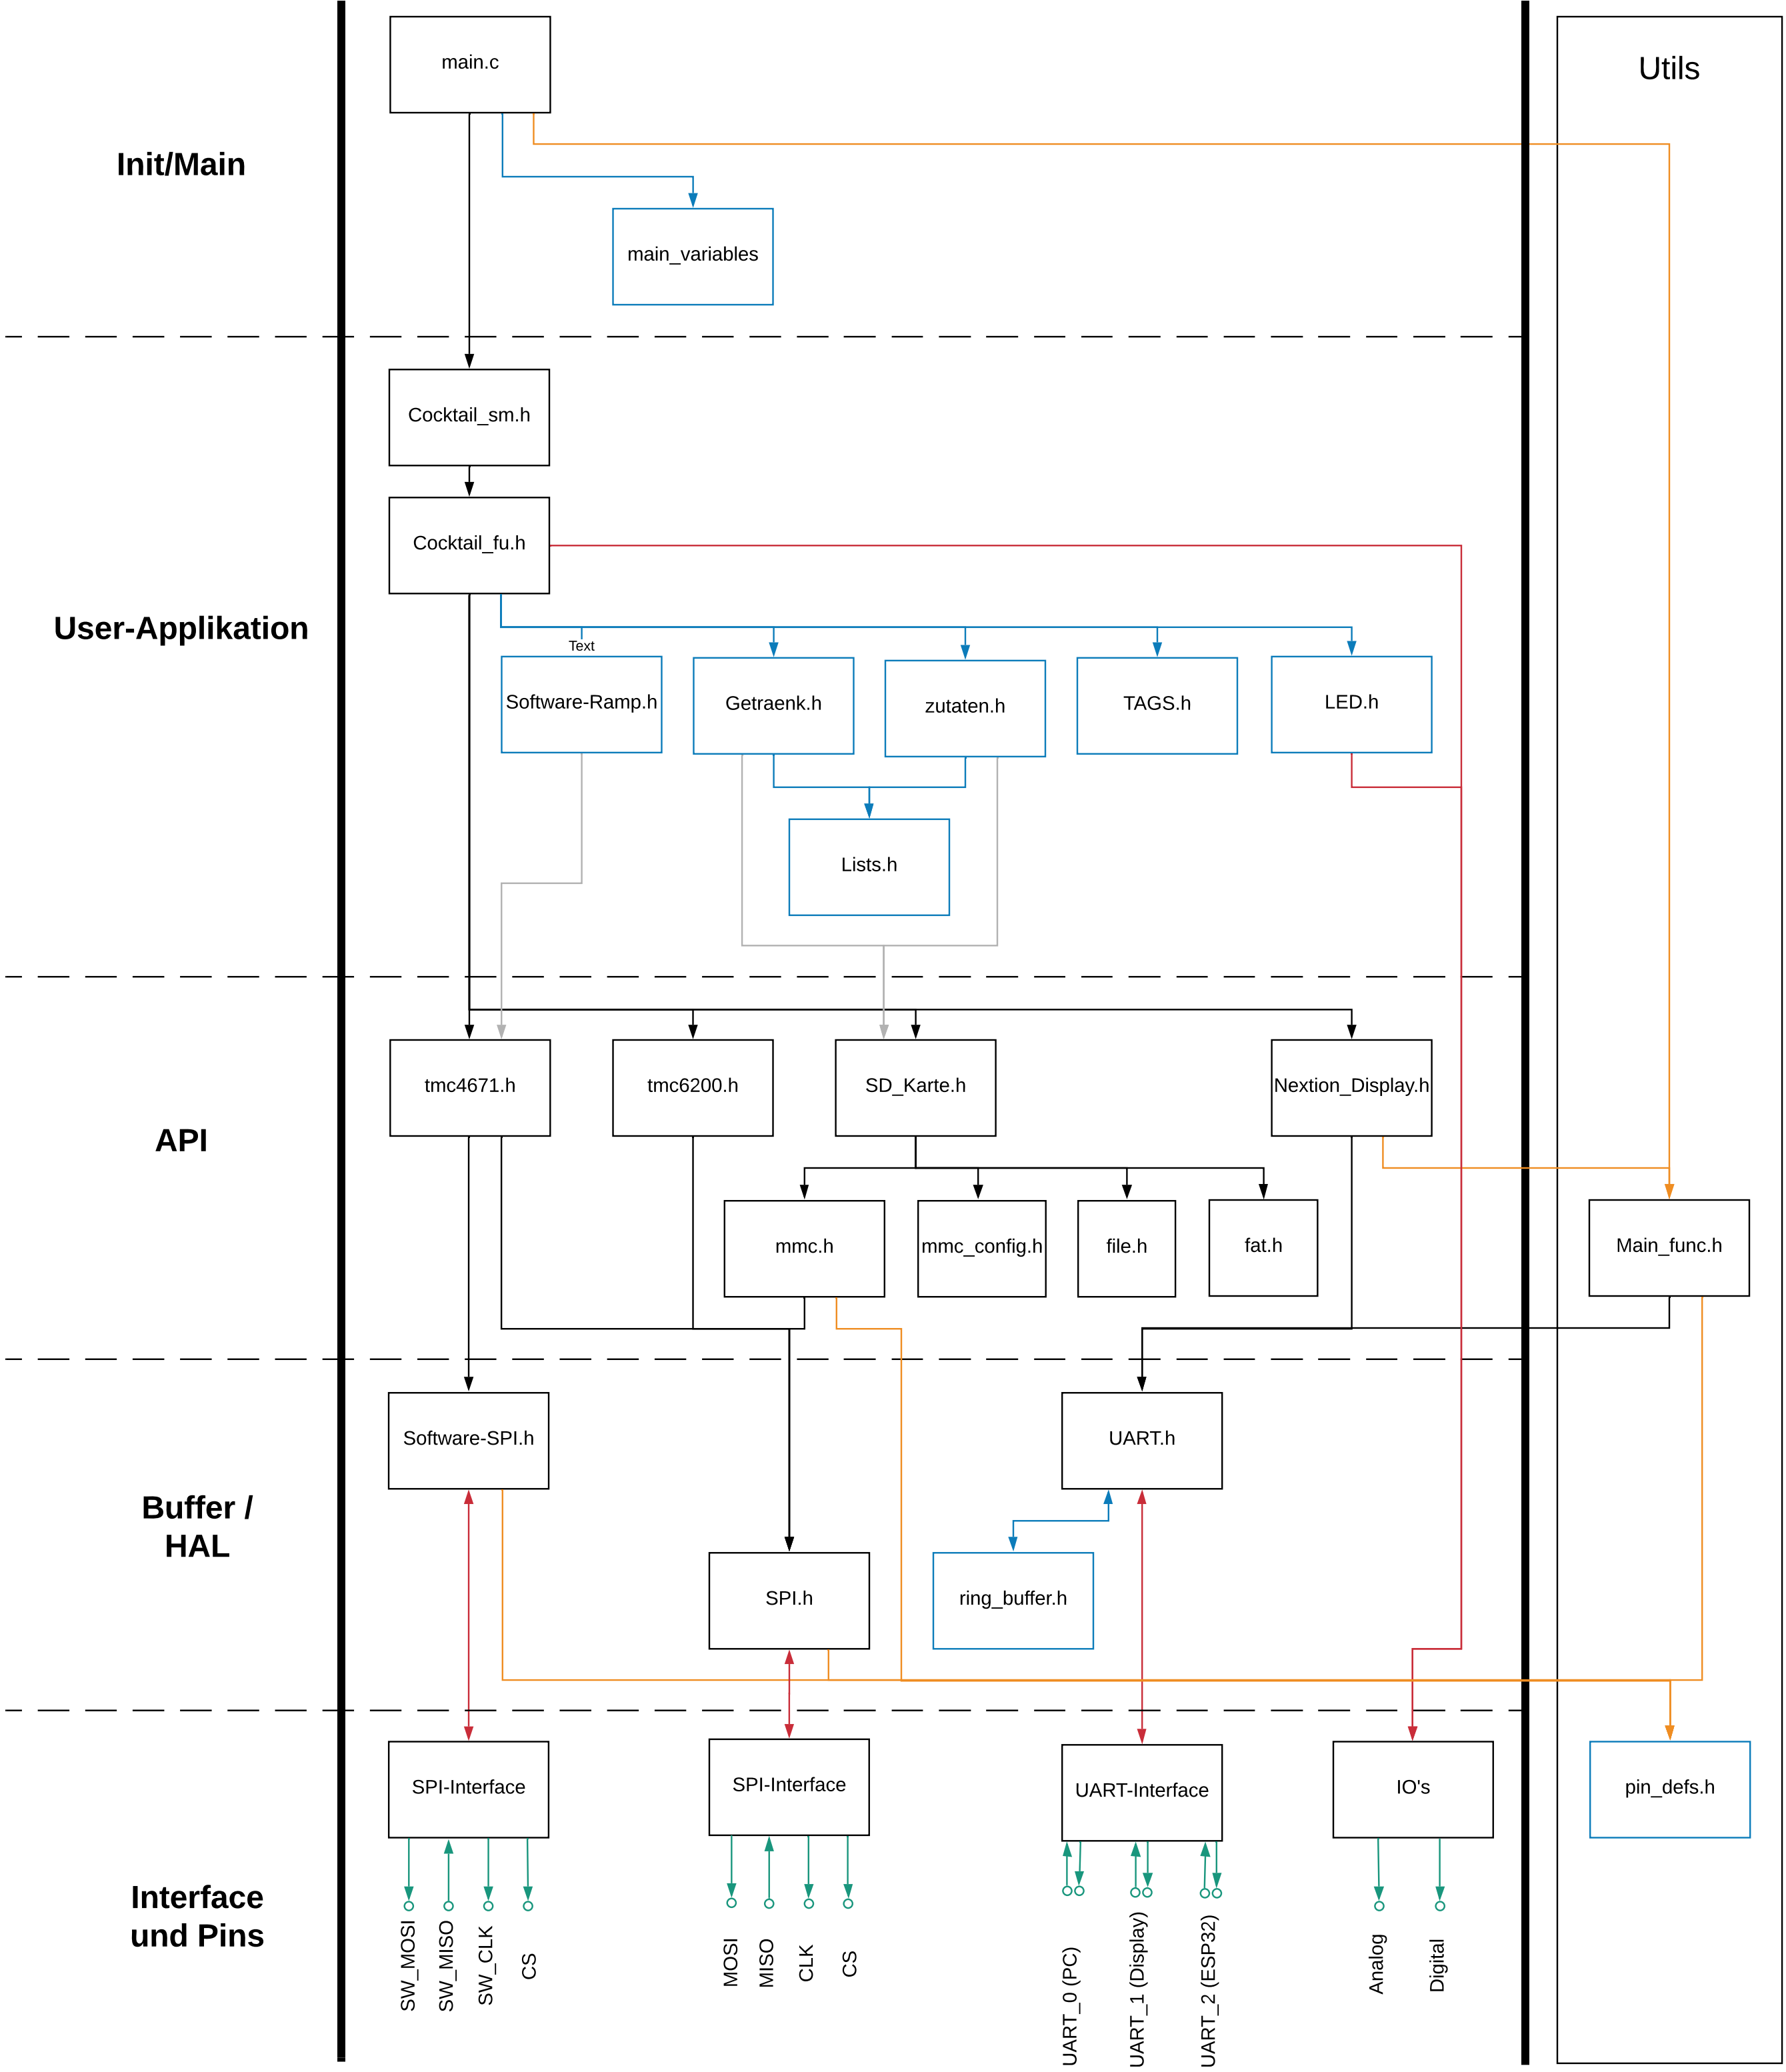 main.c
Utils
Init/Main
main_variables
Cocktail_sm.h
Cocktail_fu.h
User-Applikation
Text
Software-Ramp.h
Getraenk.h
zutaten.h
TAGS.h
LED.h
Lists.h
tmc4671.h
tmc6200.h
SD_Karte.h
Nextion_Display.h
API
mmc.h
mmc_config.h
file.h
fat.h
Main_func.h
Software-SPI.h
UART.h
Buffer /
HAL
SPI.h
ring_buffer.h
SPI-Interface
SPI-Interface
UART-Interface
IO's
pin_defs.h
Interface
und Pins
SW_MOSI
SW_MISO
SW_CLK
CS
MOSI
MISO
CLK
CS
UART_0 (PC)
UART_1 (Display)
UART_2 (ESP32)
Analog
Digital